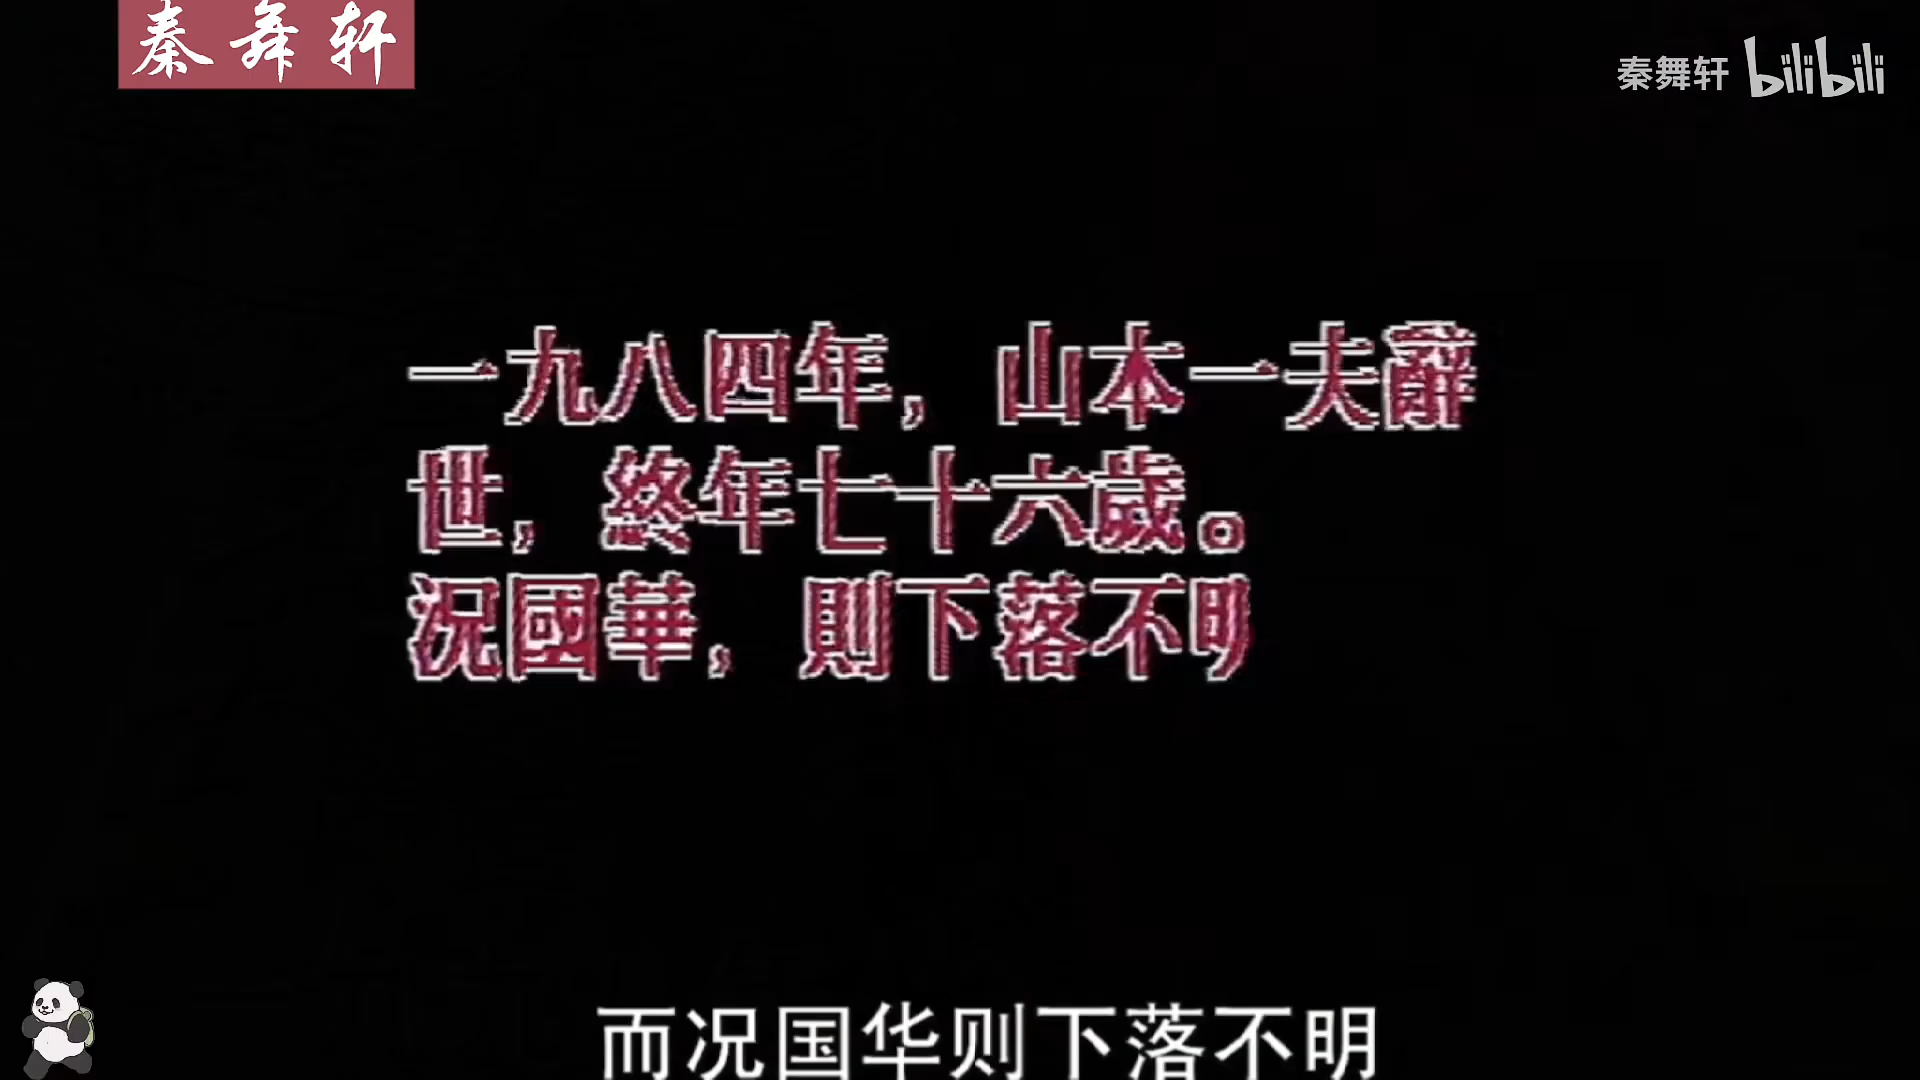 秦舞轩
秦舞轩 bilibili
一九八四年，山本一夫辭
世，終年七十六歲。
况國華，則下落不明
而况国华则下落不明